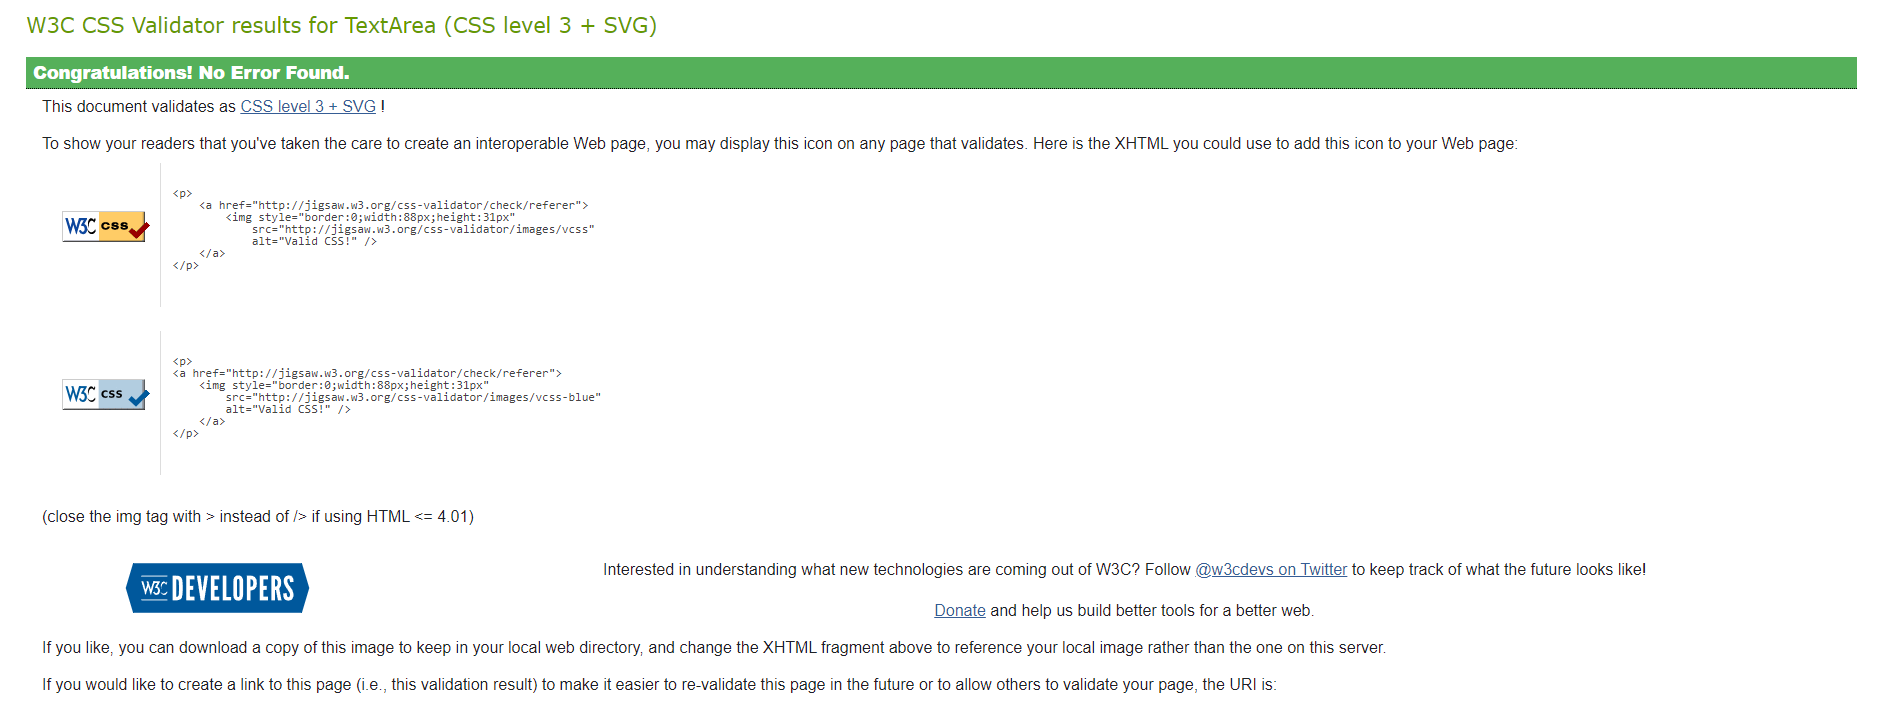 W3C CSS Validator results for TextArea (CSS level 3 + SVG)
Congratulations! No Error Found.
This document validates as CSS level 3 + SVG !
To show your readers that you've taken the care to create an interoperable Web page, you may display this icon on any page that validates. Here is the XHTML you could use to add this icon to your Web page:
W3C css
<p>
    <a href="http://jigsaw.w3.org/css-validator/check/referer">
        <img style="border:0;width:88px;height:31px"
            src="http://jigsaw.w3.org/css-validator/images/vcss"
            alt="Valid CSS!" />
    </a>
</p>
W3C css
<p>
<a href="http://jigsaw.w3.org/css-validator/check/referer">
    <img style="border:0;width:88px;height:31px"
        src="http://jigsaw.w3.org/css-validator/images/vcss-blue"
        alt="Valid CSS!" />
    </a>
</p>
(close the img tag with > instead of /> if using HTML <= 4.01)
W3C DEVELOPERS
Interested in understanding what new technologies are coming out of W3C? Follow @w3cdevs on Twitter to keep track of what the future looks like!
Donate and help us build better tools for a better web.
If you like, you can download a copy of this image to keep in your local web directory, and change the XHTML fragment above to reference your local image rather than the one on this server.
If you would like to create a link to this page (i.e., this validation result) to make it easier to re-validate this page in the future or to allow others to validate your page, the URI is: